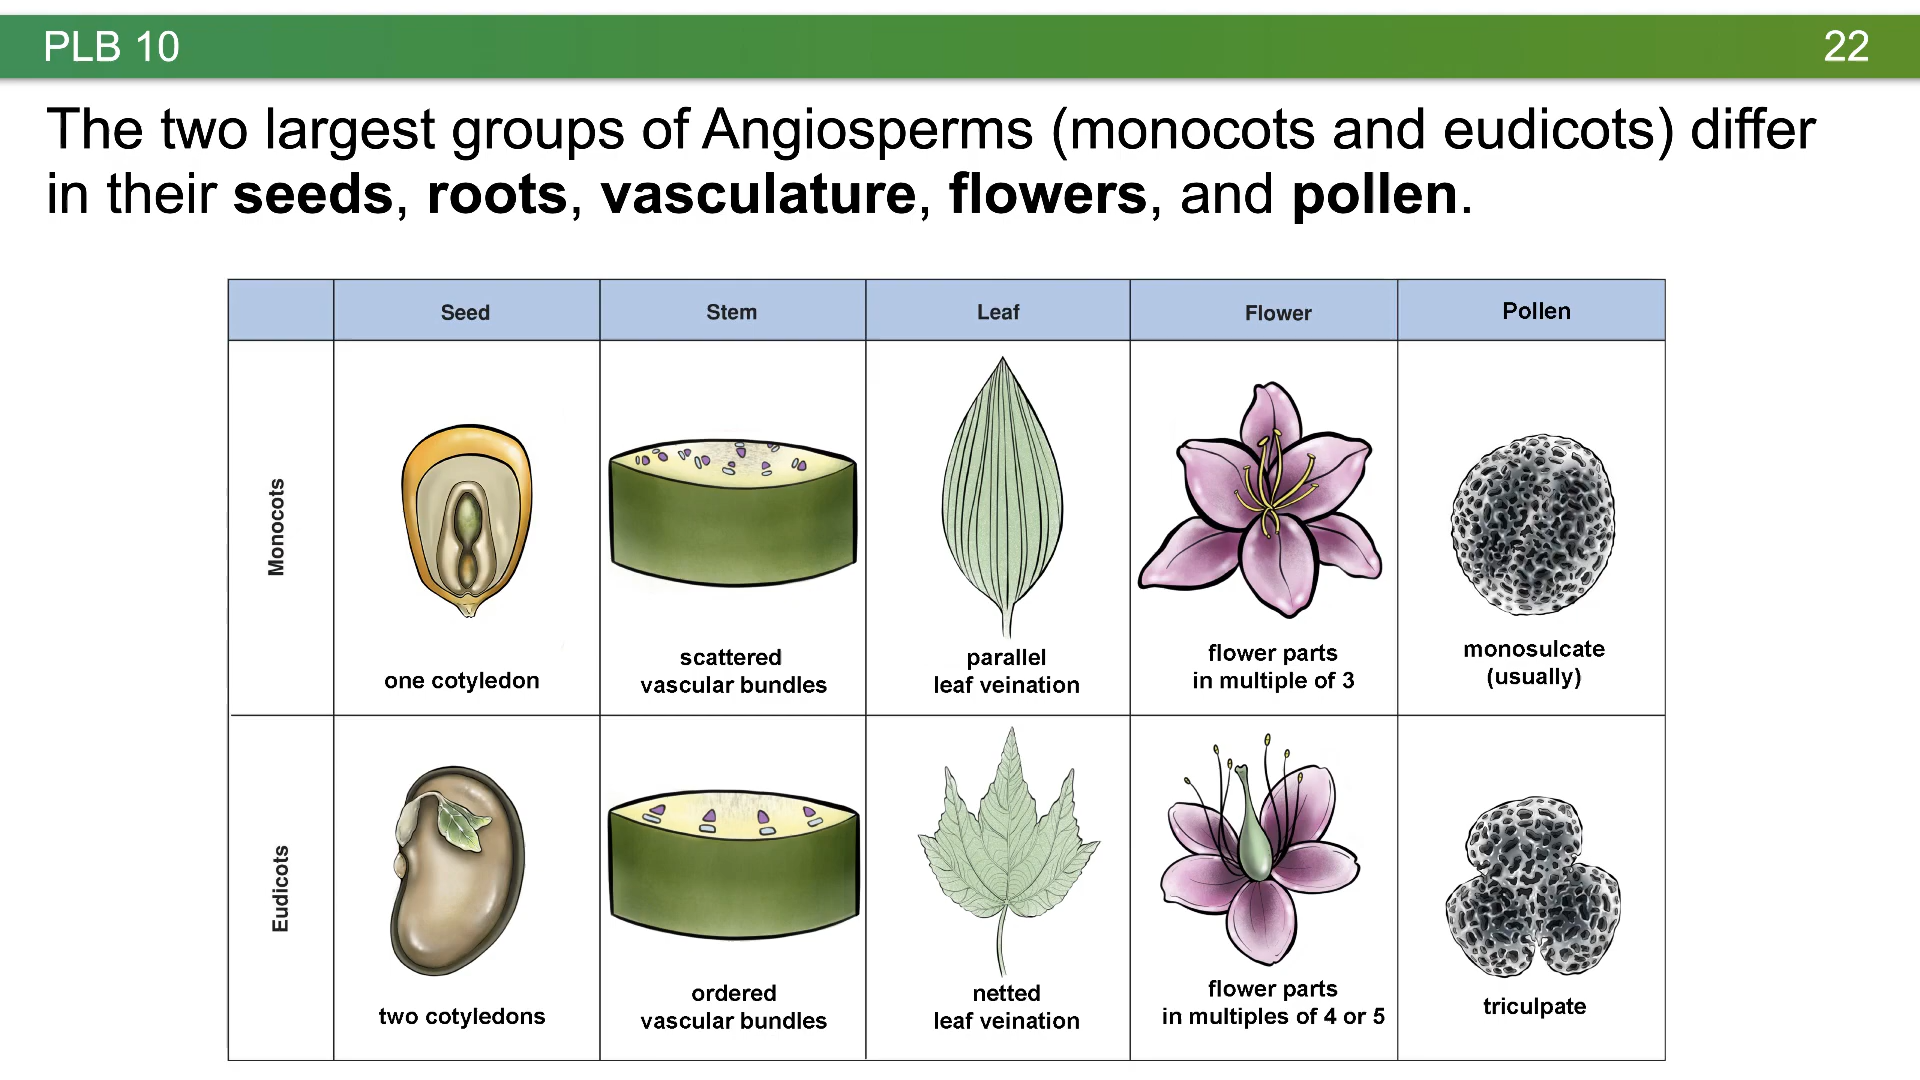 PLB 10
22
The two largest groups of Angiosperms (monocots and eudicots) differ
in their seeds, roots, vasculature, flowers, and pollen.
Seed
Stem
Leaf
Flower
Pollen
Monocots
one cotyledon
scattered
vascular bundles
parallel
leaf veination
flower parts
in multiple of 3
monosulcate
(usually)
Eudicots
two cotyledons
ordered
vascular bundles
netted
leaf veination
flower parts
in multiples of 4 or 5
triculpate